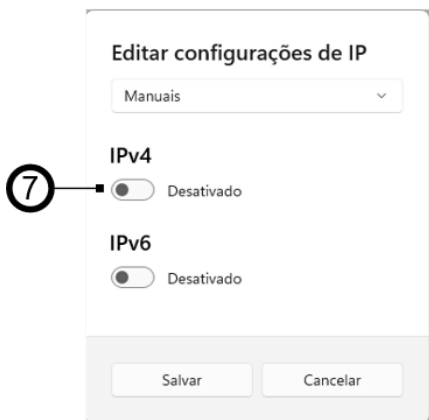 Editar configurações de IP
Manuais
IPv4
7
Desativado
IPv6
Desativado
Salvar
Cancelar